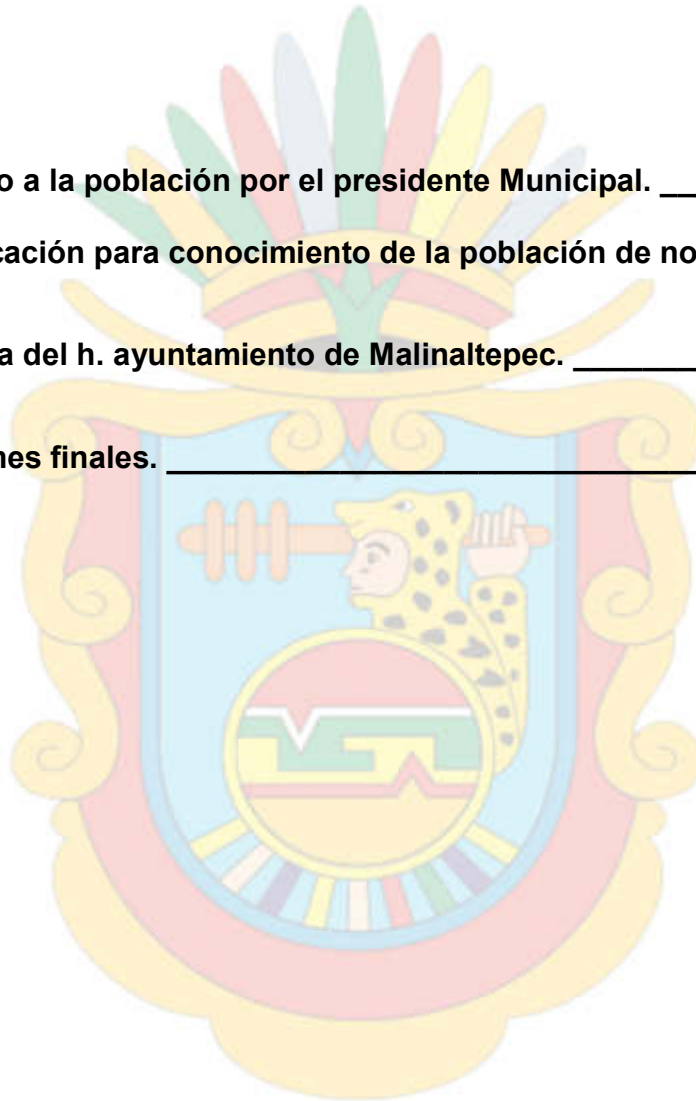 o a la población por el presidente Municipal. __
cación para conocimiento de la población de no
a del h. ayuntamiento de Malinaltepec. _______
nes finales. ______________________________